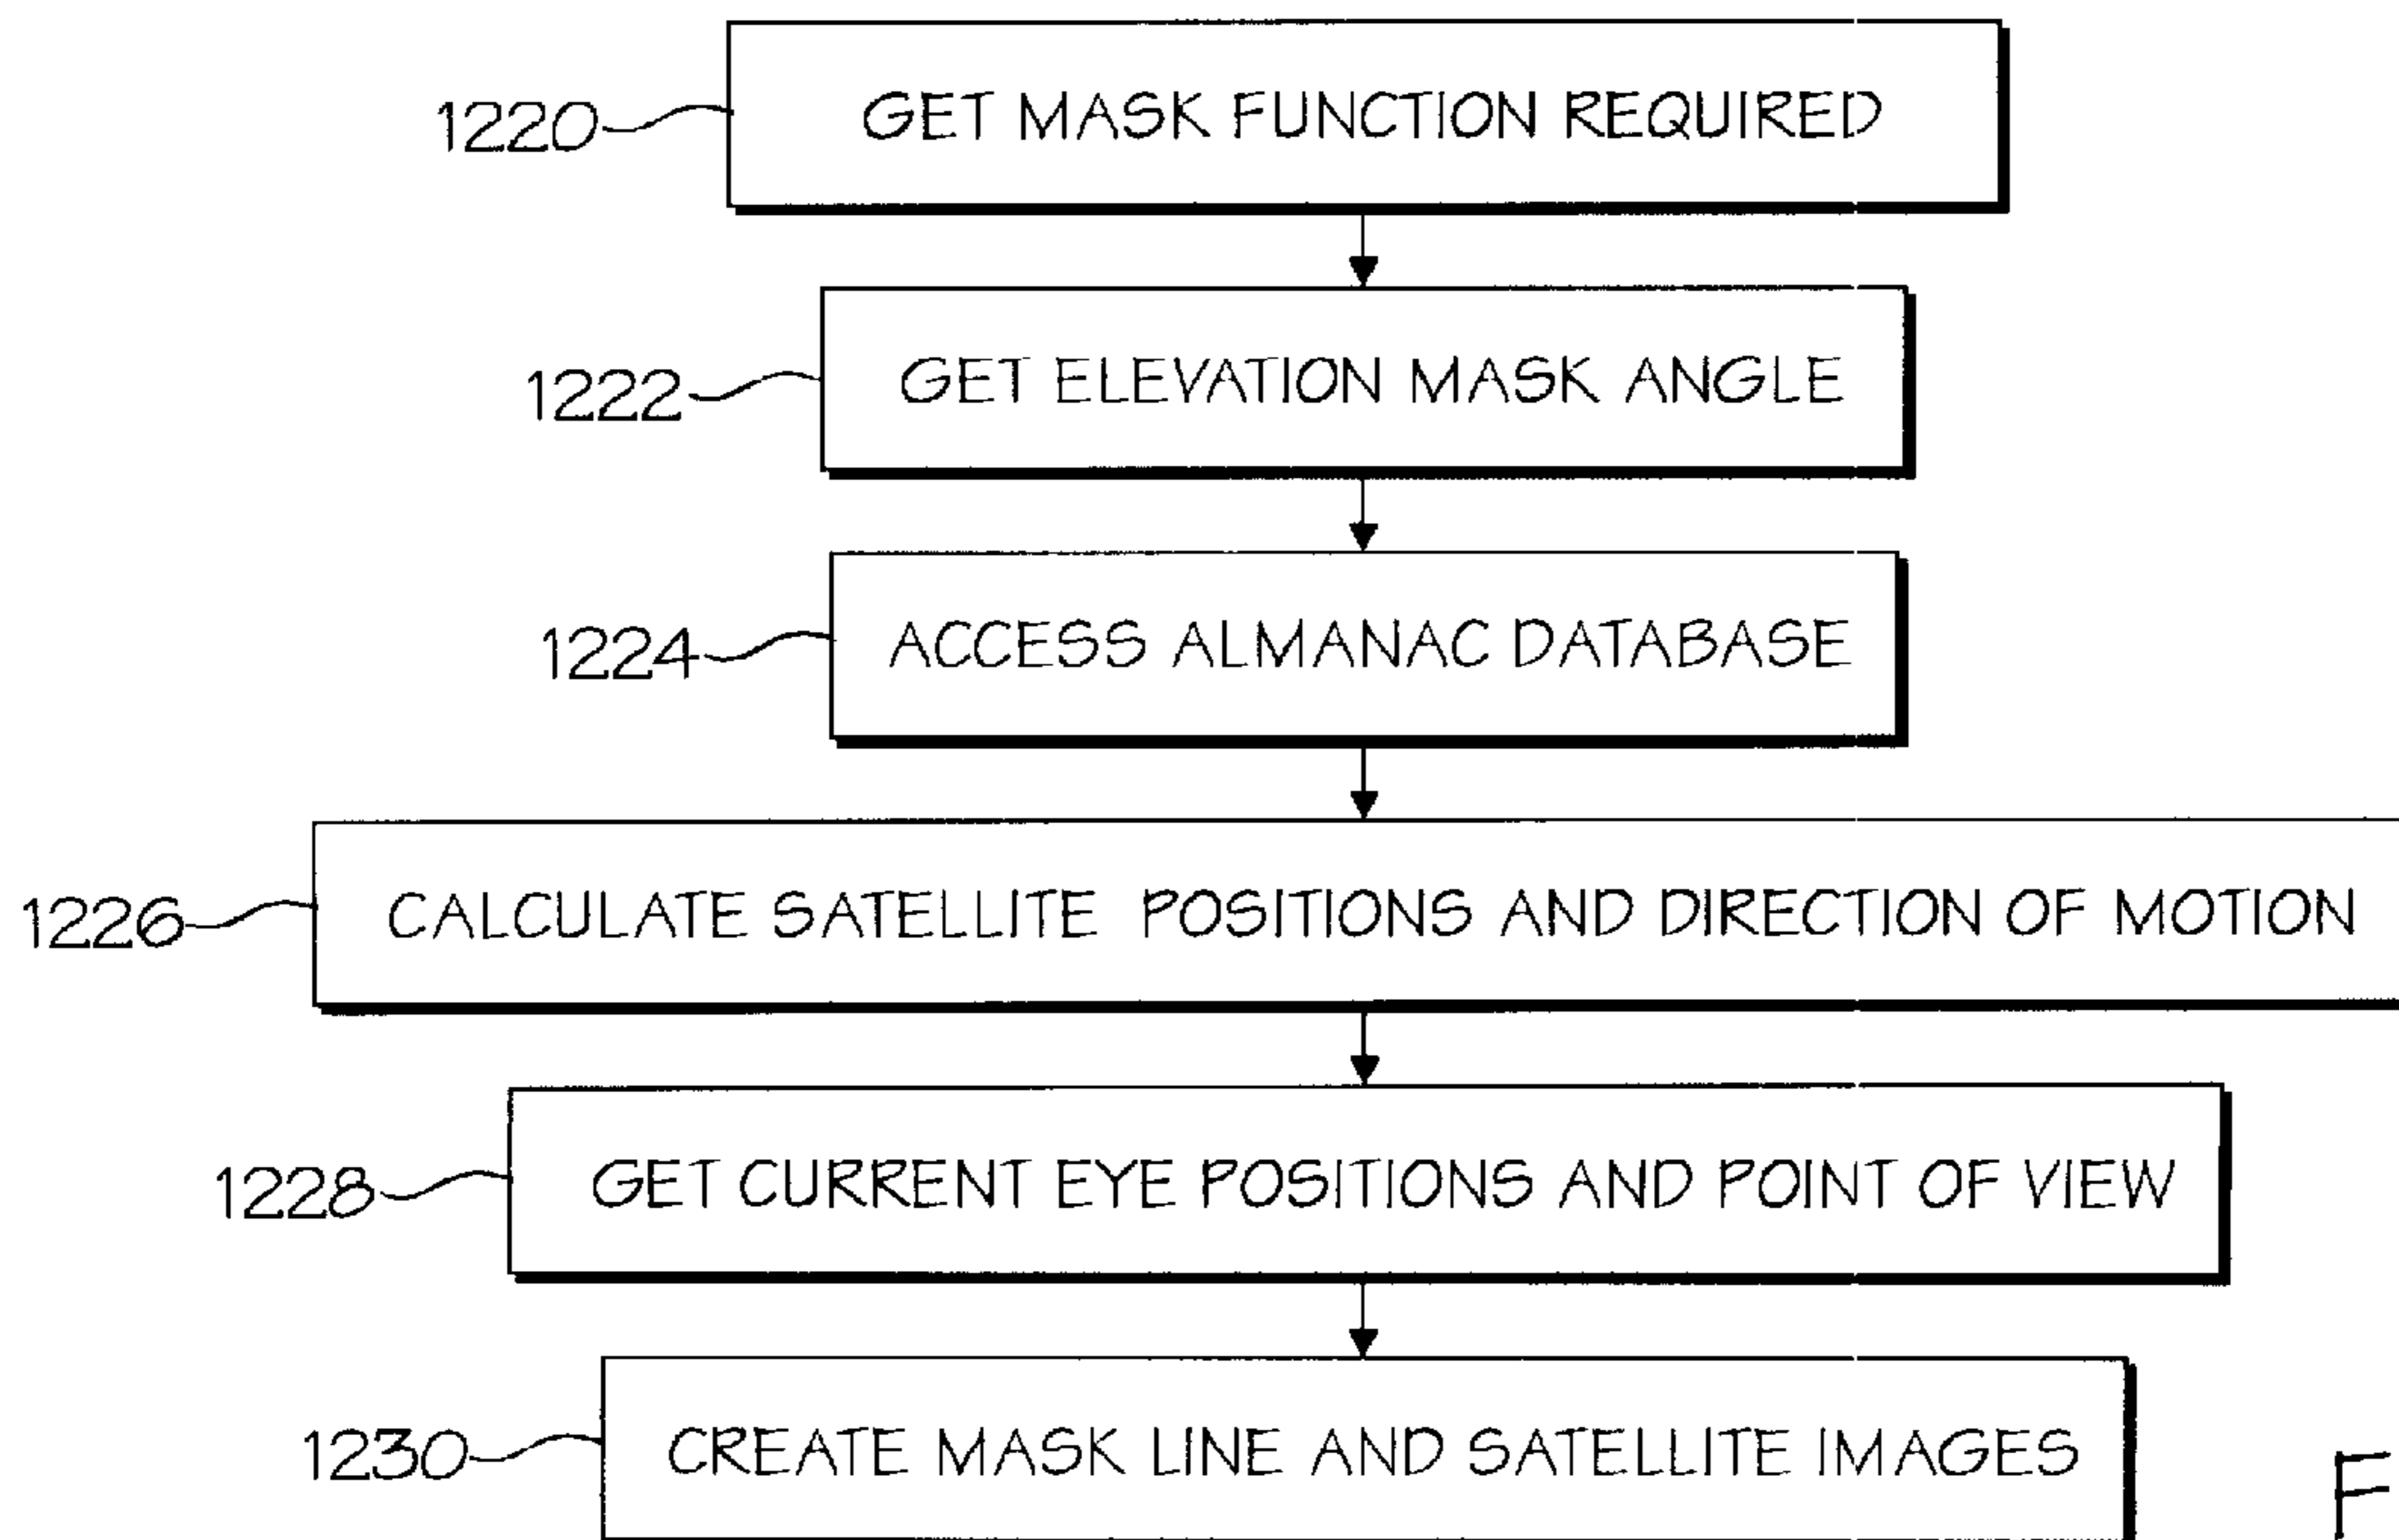 1220 GET MASK FUNCTION REQUIRED
1222 GET ELEVATION MASK ANGLE
1224 ACCESS ALMANAC DATABASE
1226 CALCULATE SATELLITE POSITIONS AND DIRECTION OF MOTION
1228 GET CURRENT EYE POSITIONS AND POINT OF VIEW
1230 CREATE MASK LINE AND SATELLITE IMAGES
F